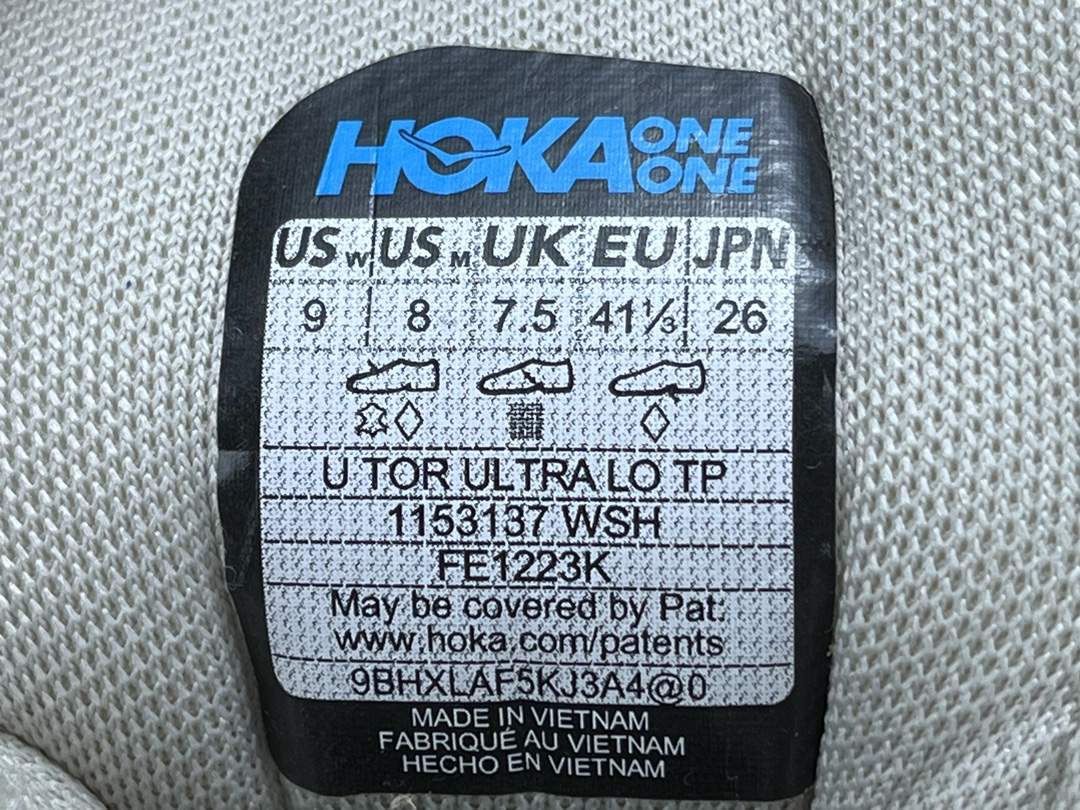 HOKA ONE ONE
US W US M UK EU JPN
9 8 7.5 41⅓ 26
U TOR ULTRA LO TP
1153137 WSH
FE1223K
May be covered by Pat:
www.hoka.com/patents
9BHXLAF5KJ3A4@0
MADE IN VIETNAM
FABRIQUÉ AU VIETNAM
HECHO EN VIETNAM